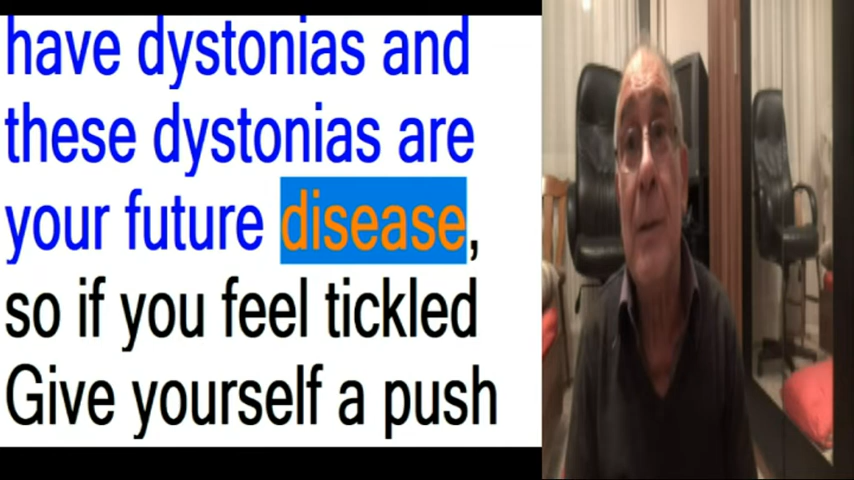 have dystonias and
these dystonias are
your future disease,
so if you feel tickled
Give yourself a push